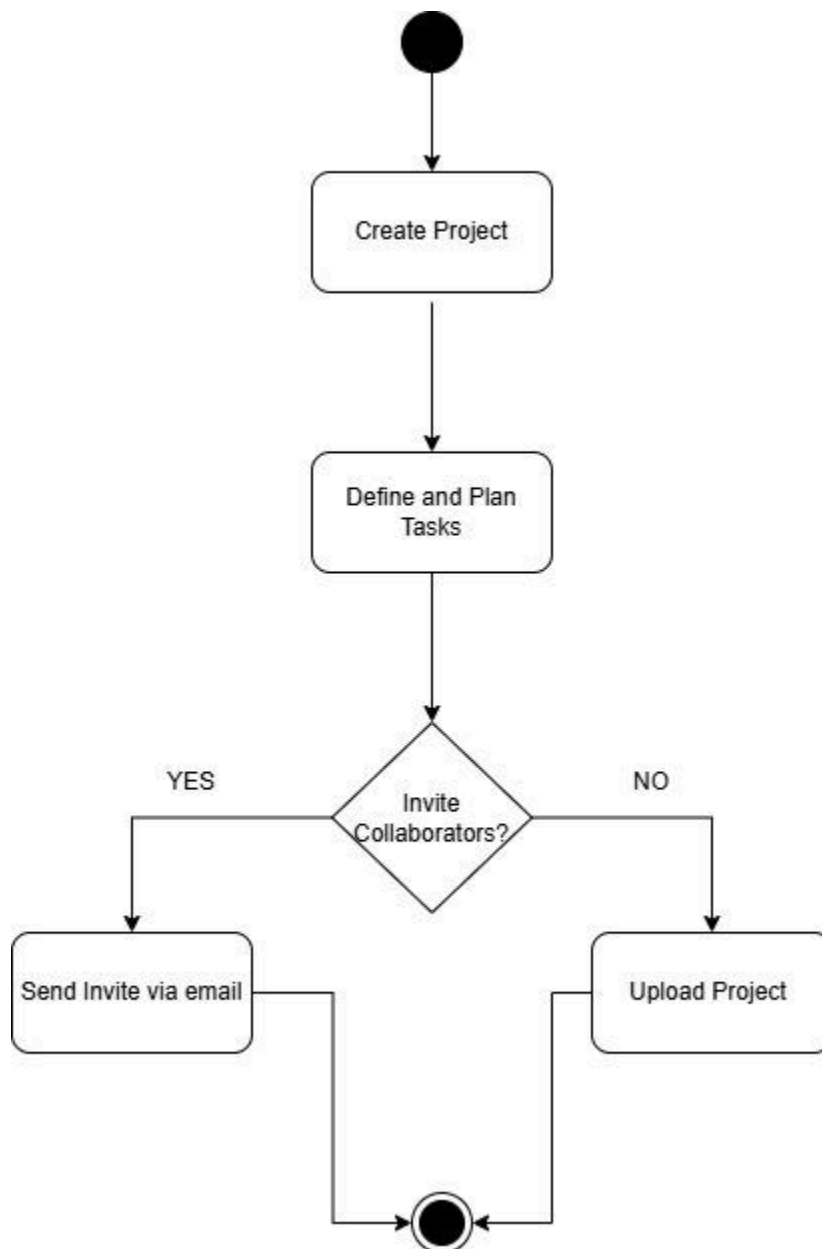 Create Project
Define and Plan
Tasks
YES
NO
Invite
Collaborators?
Send Invite via email
Upload Project